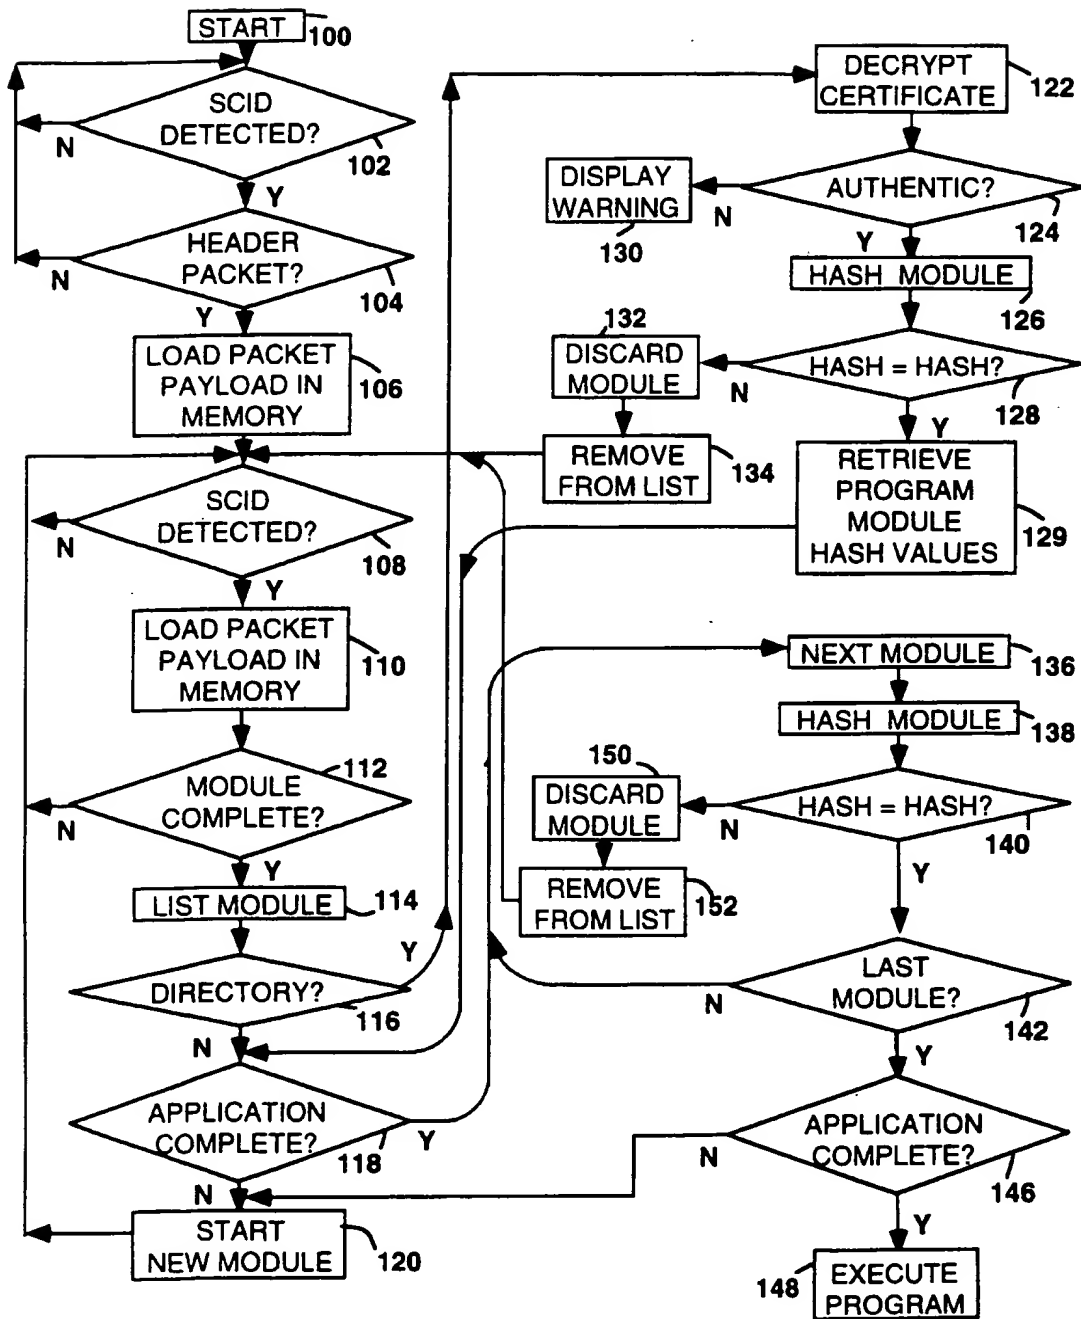 START
100
SCID
DETECTED?
102
N
Y
HEADER
PACKET?
104
N
Y
LOAD PACKET
PAYLOAD IN
MEMORY
106
SCID
DETECTED?
108
N
Y
LOAD PACKET
PAYLOAD IN
MEMORY
110
MODULE
COMPLETE?
112
N
Y
LIST MODULE
114
DIRECTORY?
116
Y
N
APPLICATION
COMPLETE?
118
Y
N
START
NEW MODULE
120
DECRYPT
CERTIFICATE
122
AUTHENTIC?
124
N
Y
DISPLAY
WARNING
130
HASH MODULE
126
HASH = HASH?
128
N
Y
132
DISCARD
MODULE
REMOVE
FROM LIST
134
RETRIEVE
PROGRAM
MODULE
HASH VALUES
129
NEXT MODULE
136
HASH MODULE
138
HASH = HASH?
140
N
Y
150
DISCARD
MODULE
REMOVE
FROM LIST
152
LAST
MODULE?
142
N
Y
APPLICATION
COMPLETE?
146
N
Y
148
EXECUTE
PROGRAM